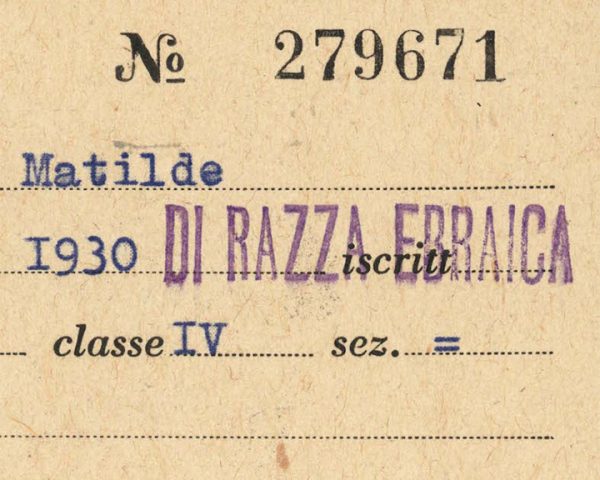 No 279671
Matilde
1930 DI RAZZA EBRAICA iscritt
classe IV sez. =